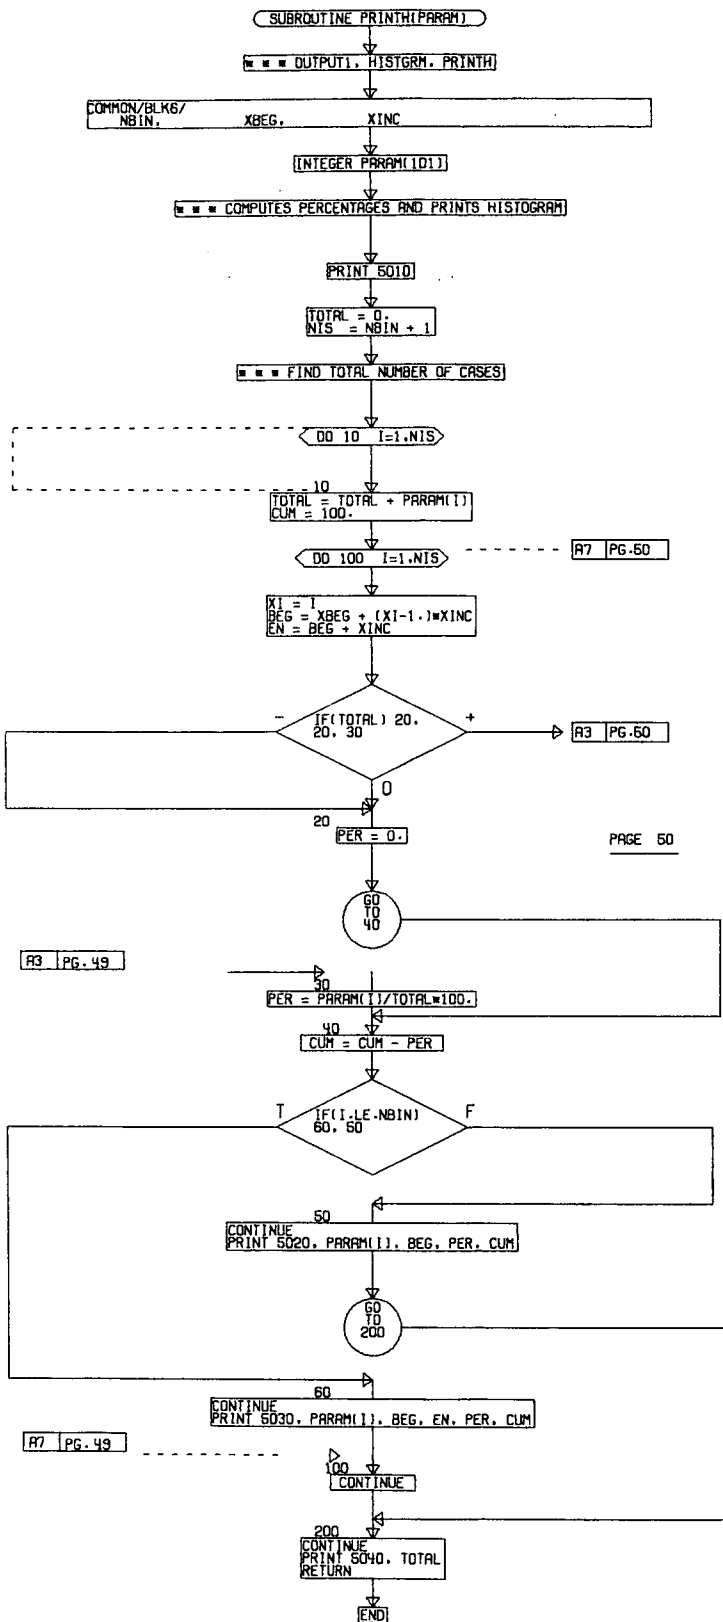 SUBROUTINE PRINTH(PARAM)
* * * OUTPUT1, HISTGRM, PRINTH
COMMON/BLK6/
NBIN, XBEG, XINC
INTEGER PARAM(101)
* * * COMPUTES PERCENTAGES AND PRINTS HISTOGRAM
PRINT 5010
TOTAL = 0.
NIS = NBIN + 1
* * * FIND TOTAL NUMBER OF CASES
DO 10 I=1,NIS
10
TOTAL = TOTAL + PARAM(I)
CUM = 100.
DO 100 I=1,NIS
A7 PG.50
XI = I
BEG = XBEG + (XI-1.)*XINC
EN = BEG + XINC
- IF(TOTAL) 20, +
20, 30
A3 PG.50
0
20
PER = 0.
PAGE 50
GO
TO
40
A3 PG.49
30
PER = PARAM(I)/TOTAL*100.
40
CUM = CUM - PER
T IF(I.LE.NBIN) F
60, 50
50
CONTINUE
PRINT 5020, PARAM(I), BEG, PER, CUM
GO
TO
200
60
CONTINUE
PRINT 5030, PARAM(I), BEG, EN, PER, CUM
A7 PG.49
100
CONTINUE
200
CONTINUE
PRINT 5040, TOTAL
RETURN
END